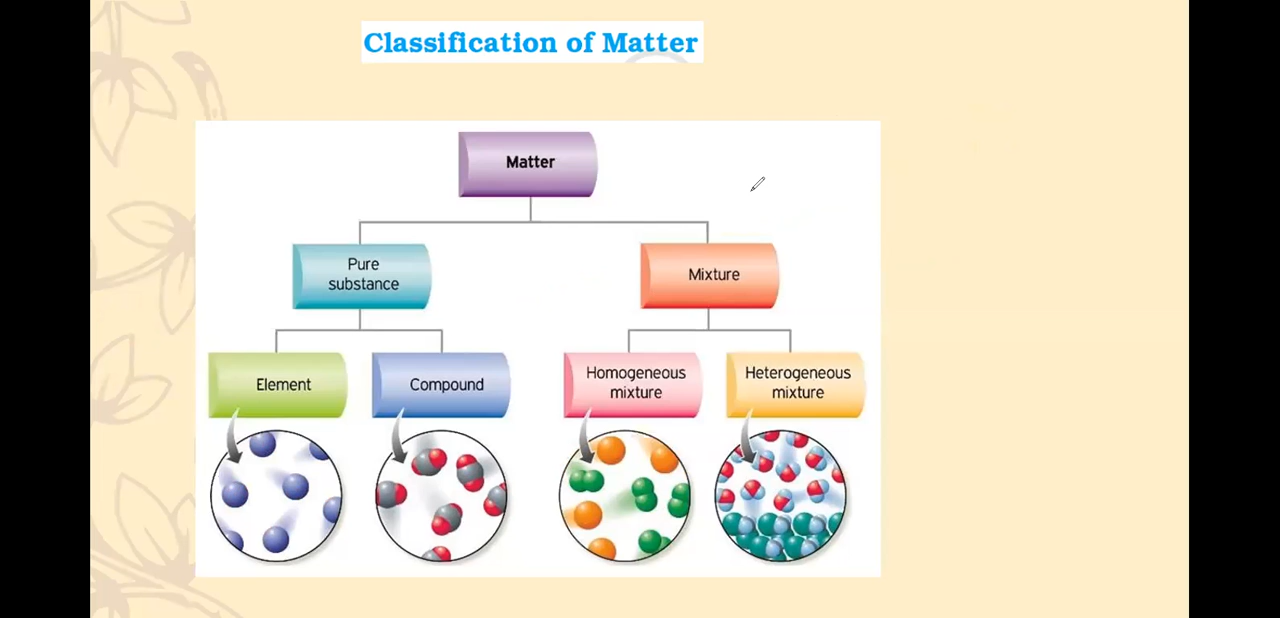 Classification of Matter
Matter
Pure
substance
Mixture
Element
Compound
Homogeneous
mixture
Heterogeneous
mixture